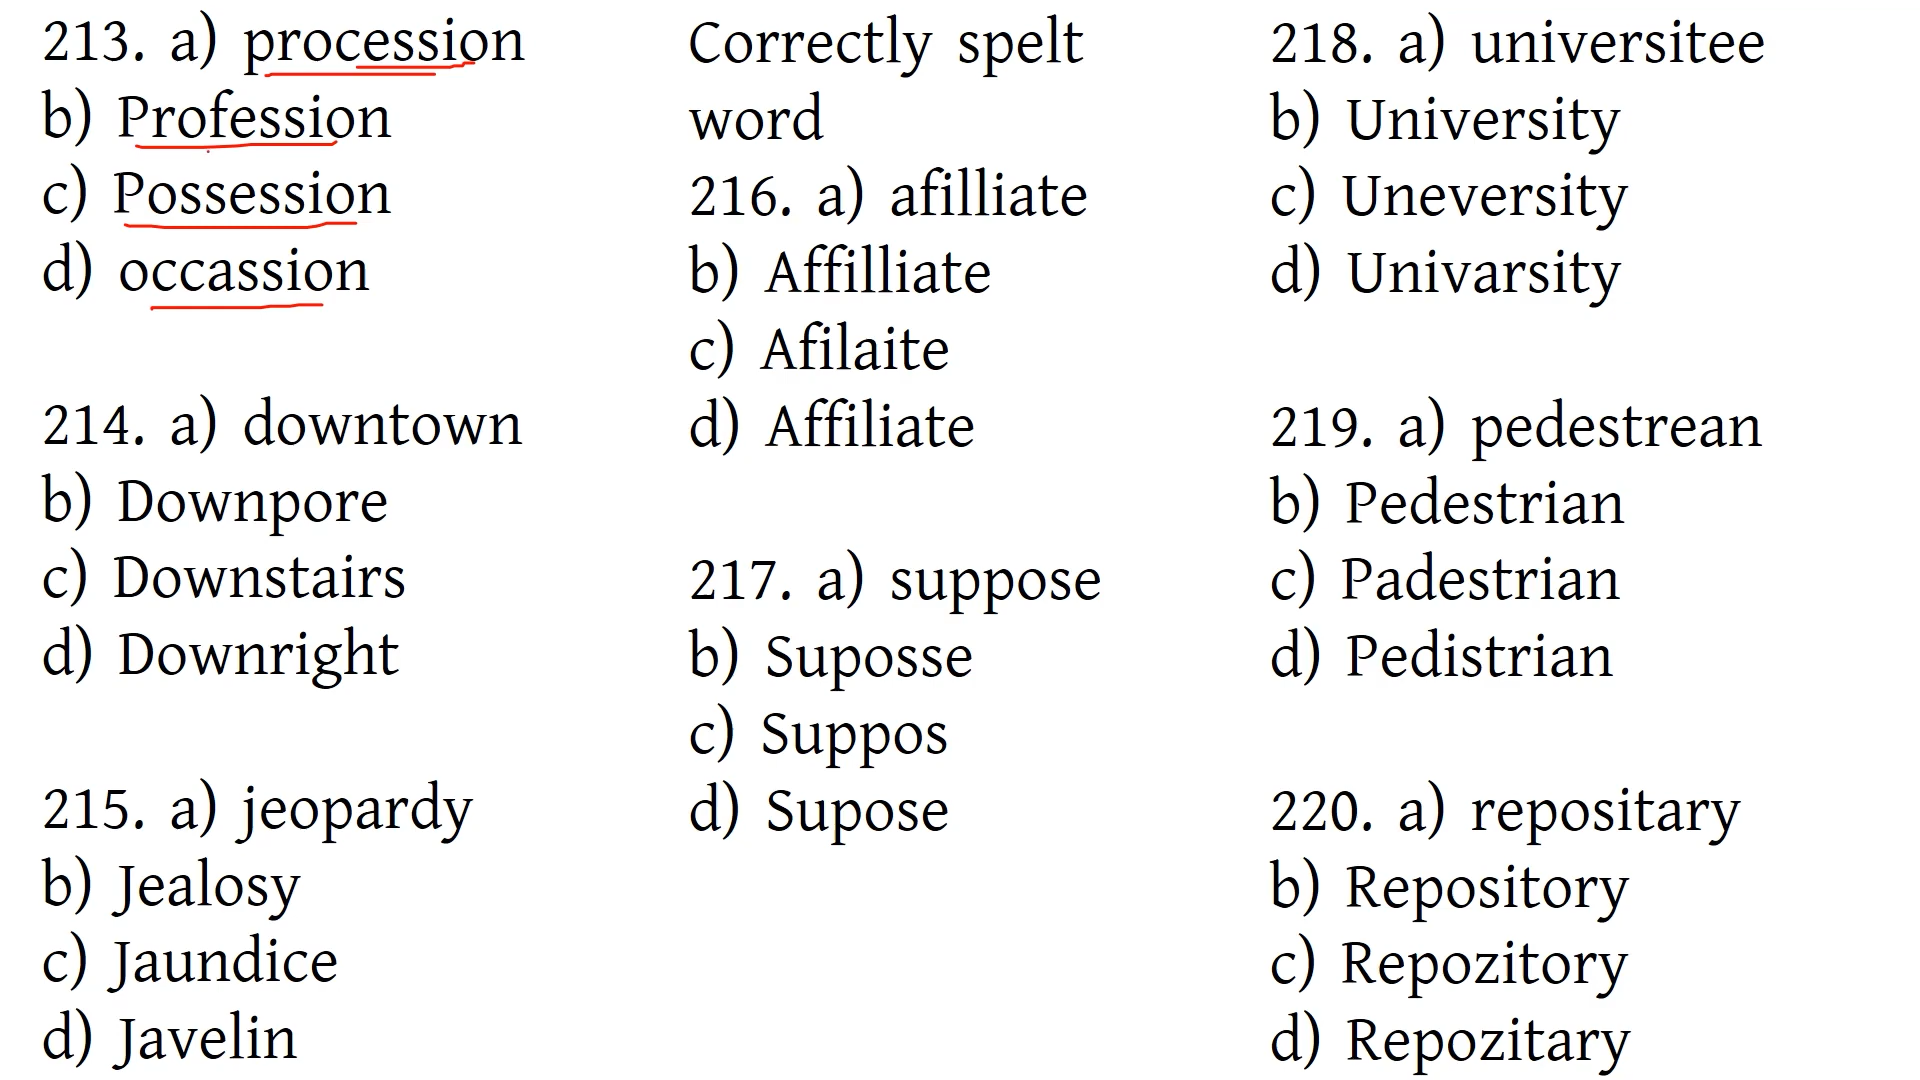 213. a) procession
b) Profession
c) Possession
d) occassion
214. a) downtown
b) Downpore
c) Downstairs
d) Downright
215. a) jeopardy
b) Jealosy
c) Jaundice
d) Javelin
Correctly spelt
word
216. a) afilliate
b) Affilliate
c) Afilaite
d) Affiliate
217. a) suppose
b) Suposse
c) Suppos
d) Supose
218. a) universitee
b) University
c) Uneversity
d) Univarsity
219. a) pedestrean
b) Pedestrian
c) Padestrian
d) Pedistrian
220. a) repositary
b) Repository
c) Repozitory
d) Repozitary